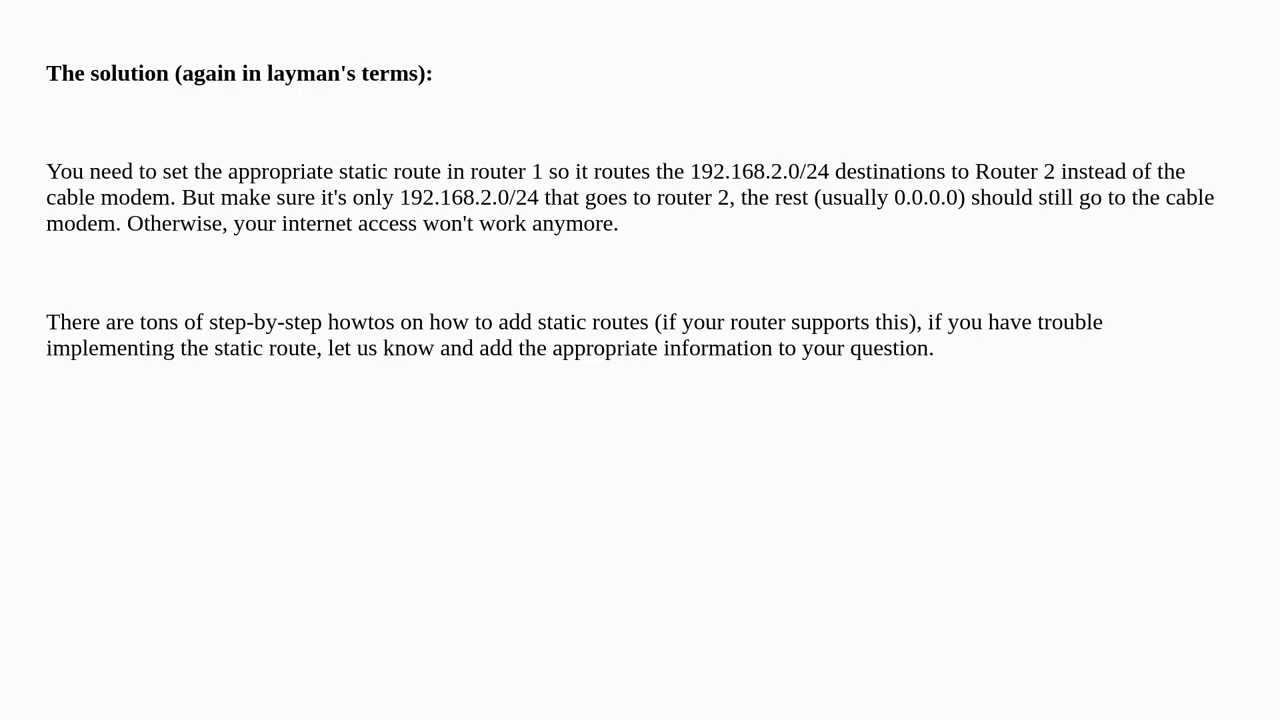 The solution (again in layman's terms):
You need to set the appropriate static route in router 1 so it routes the 192.168.2.0/24 destinations to Router 2 instead of the
cable modem. But make sure it's only 192.168.2.0/24 that goes to router 2, the rest (usually 0.0.0.0) should still go to the cable
modem. Otherwise, your internet access won't work anymore.
There are tons of step-by-step howtos on how to add static routes (if your router supports this), if you have trouble
implementing the static route, let us know and add the appropriate information to your question.